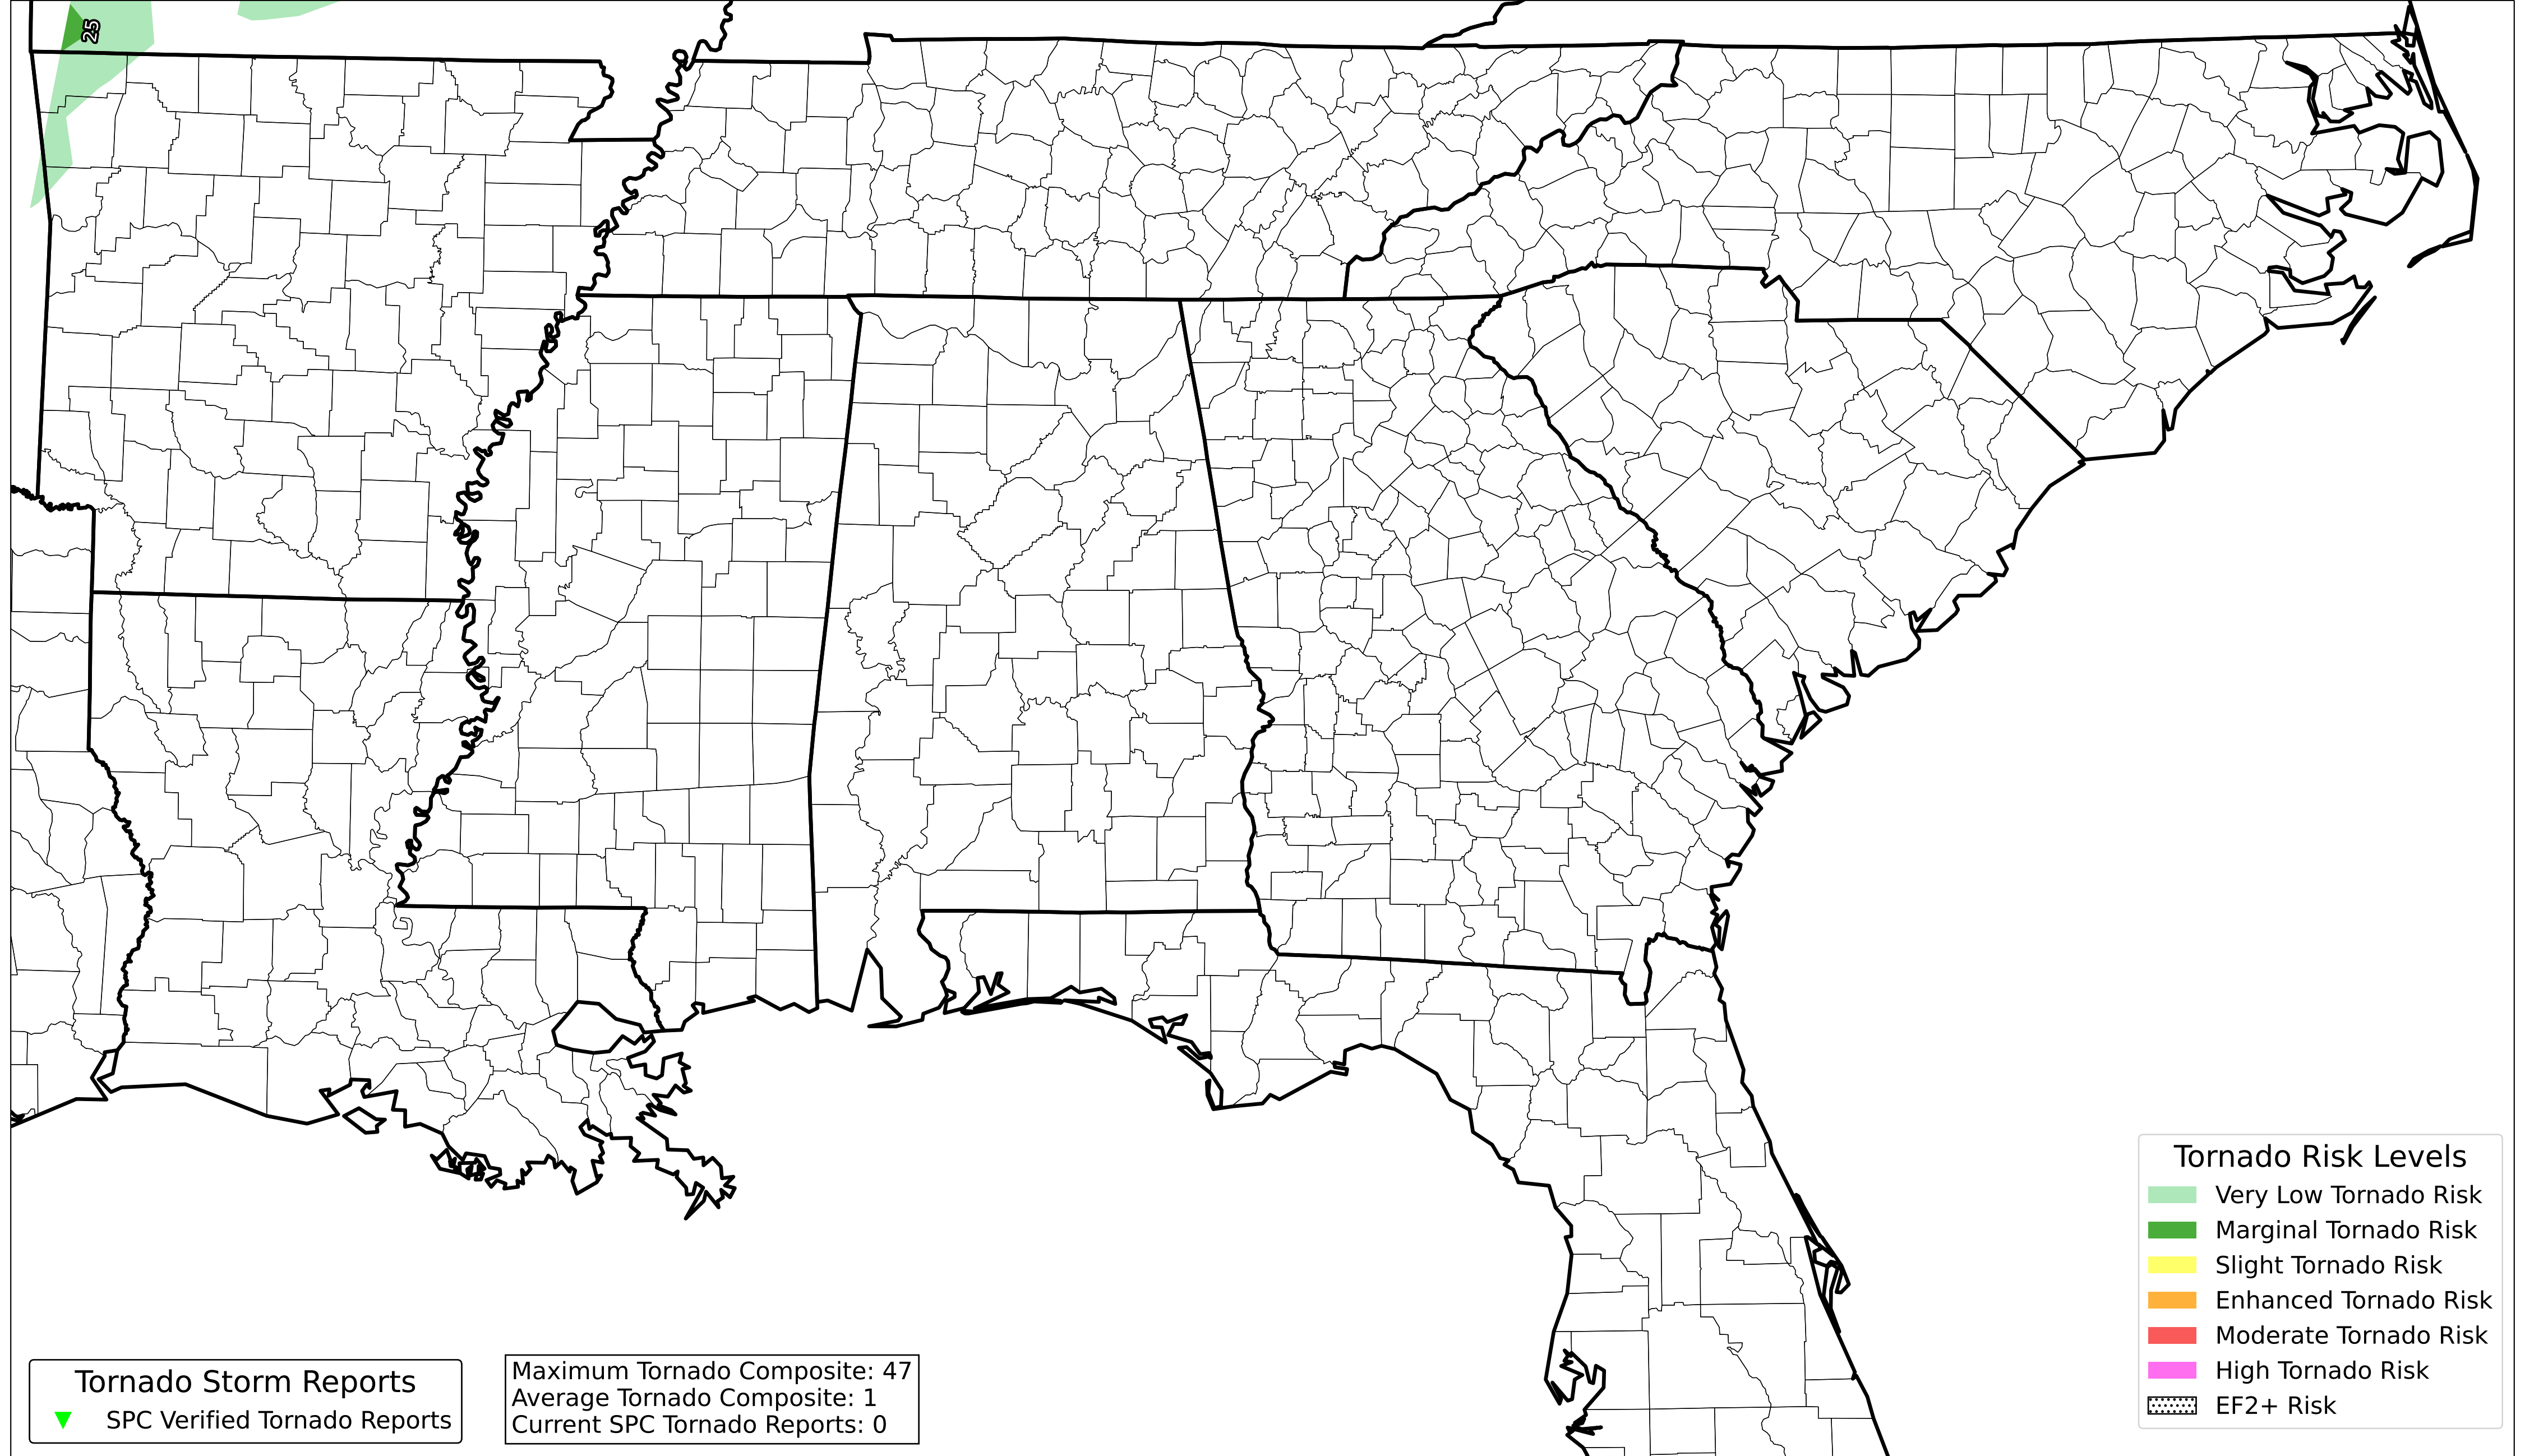 25
Tornado Storm Reports
SPC Verified Tornado Reports
Maximum Tornado Composite: 47
Average Tornado Composite: 1
Current SPC Tornado Reports: 0
Tornado Risk Levels
Very Low Tornado Risk
Marginal Tornado Risk
Slight Tornado Risk
Enhanced Tornado Risk
Moderate Tornado Risk
High Tornado Risk
EF2+ Risk